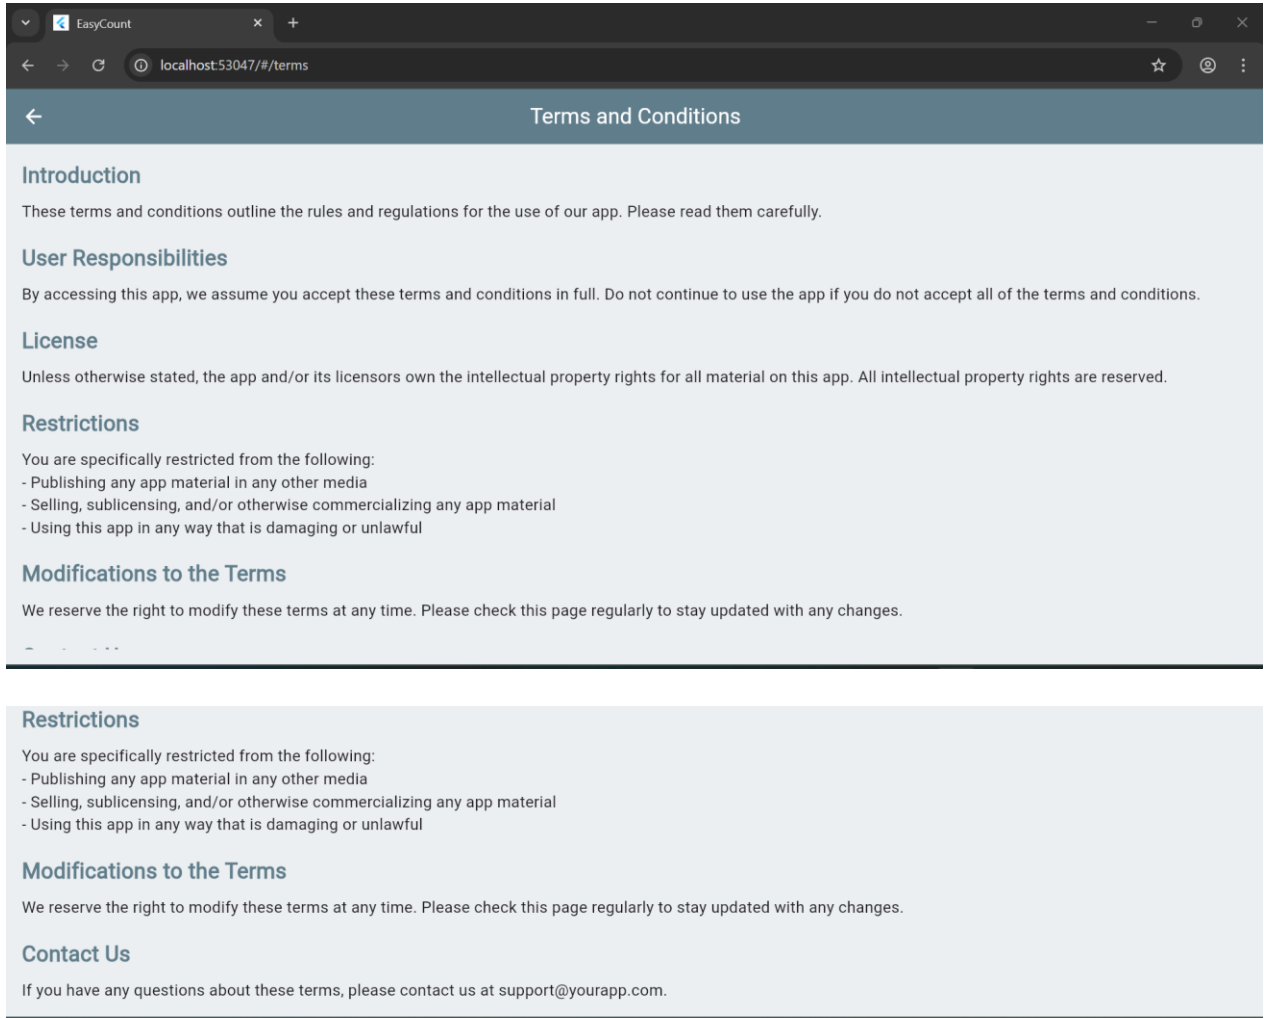 EasyCount
localhost:53047/#/terms
Terms and Conditions
Introduction
These terms and conditions outline the rules and regulations for the use of our app. Please read them carefully.
User Responsibilities
By accessing this app, we assume you accept these terms and conditions in full. Do not continue to use the app if you do not accept all of the terms and conditions.
License
Unless otherwise stated, the app and/or its licensors own the intellectual property rights for all material on this app. All intellectual property rights are reserved.
Restrictions
You are specifically restricted from the following:
- Publishing any app material in any other media
- Selling, sublicensing, and/or otherwise commercializing any app material
- Using this app in any way that is damaging or unlawful
Modifications to the Terms
We reserve the right to modify these terms at any time. Please check this page regularly to stay updated with any changes.
Restrictions
You are specifically restricted from the following:
- Publishing any app material in any other media
- Selling, sublicensing, and/or otherwise commercializing any app material
- Using this app in any way that is damaging or unlawful
Modifications to the Terms
We reserve the right to modify these terms at any time. Please check this page regularly to stay updated with any changes.
Contact Us
If you have any questions about these terms, please contact us at support@yourapp.com.